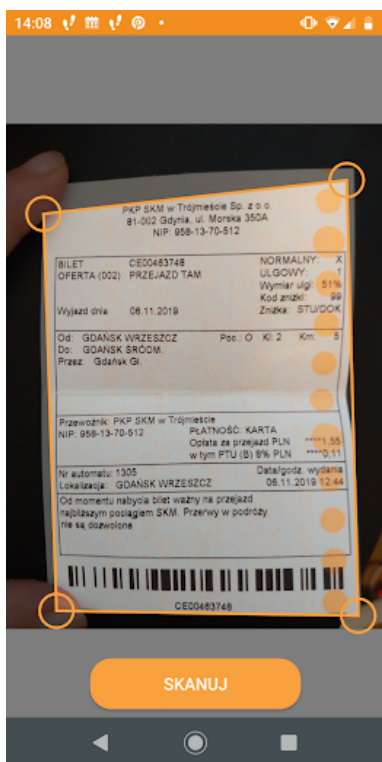 14:08
PKP SKM w Trójmieście Sp. z o.o.
81-002 Gdynia, ul. Morska 350A
NIP: 958-13-70-512
BILET CE00463748 NORMALNY: X
OFERTA (002) PRZEJAZD TAM ULGOWY: 1
Wymiar ulgi: 51%
Kod zniżki: 99
Wyjazd dnia 06.11.2019 Zniżka: STU/DOK
Od: GDAŃSK WRZESZCZ Poc.: O Kl: 2 Km: 5
Do: GDAŃSK ŚRÓDM.
Przez: Gdańsk Gł.
Przewoźnik: PKP SKM w Trójmieście
NIP: 958-13-70-512 PŁATNOŚĆ: KARTA
Opłata za przejazd PLN ****1,55
w tym PTU (B) 8% PLN ****0,11
Nr automatu: 1305 Data/godz. wydania
Lokalizacja: GDAŃSK WRZESZCZ 06.11.2019 12:44
Od momentu nabycia bilet ważny na przejazd
najbliższym pociągiem SKM. Przerwy w podróży
nie są dozwolone
CE00463748
SKANUJ